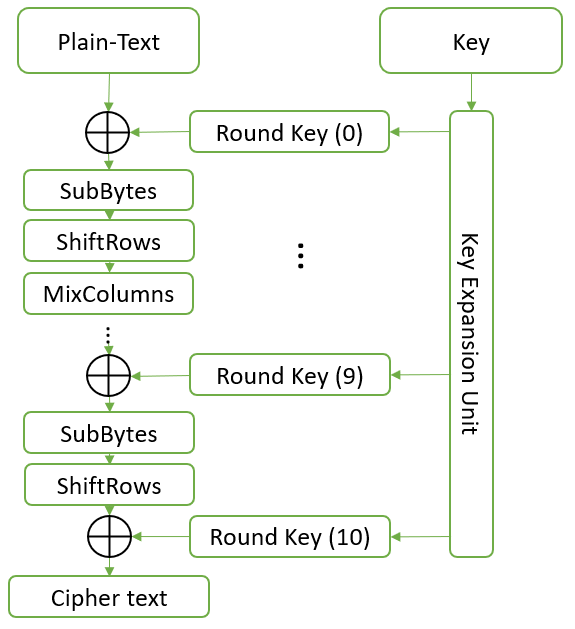 Plain-Text
Key
Round Key (0)
SubBytes
ShiftRows
MixColumns
Key Expansion Unit
Round Key (9)
SubBytes
ShiftRows
Round Key (10)
Cipher text